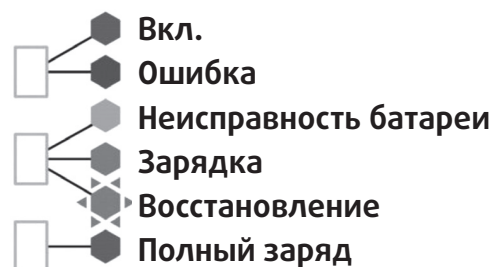 Вкл.
Ошибка
Неисправность батареи
Зарядка
Восстановление
Полный заряд